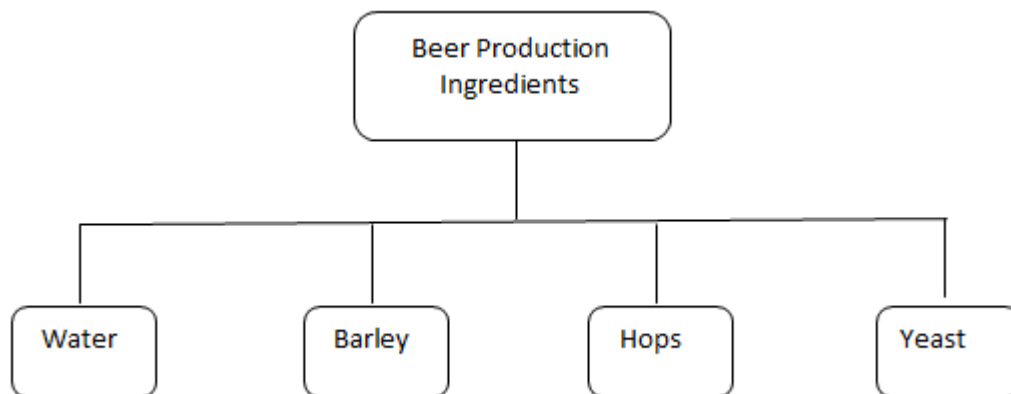 Beer Production
Ingredients
Water
Barley
Hops
Yeast